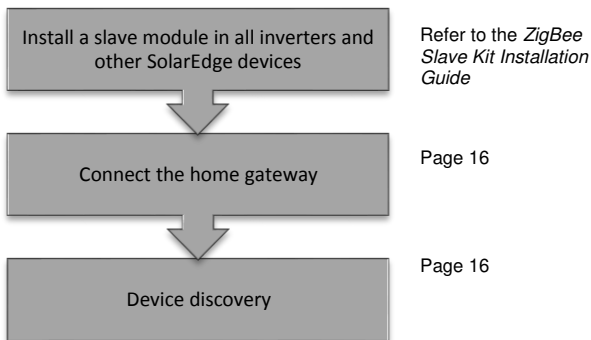 Install a slave module in all inverters and
other SolarEdge devices
Refer to the ZigBee
Slave Kit Installation
Guide
Connect the home gateway
Page 16
Device discovery
Page 16